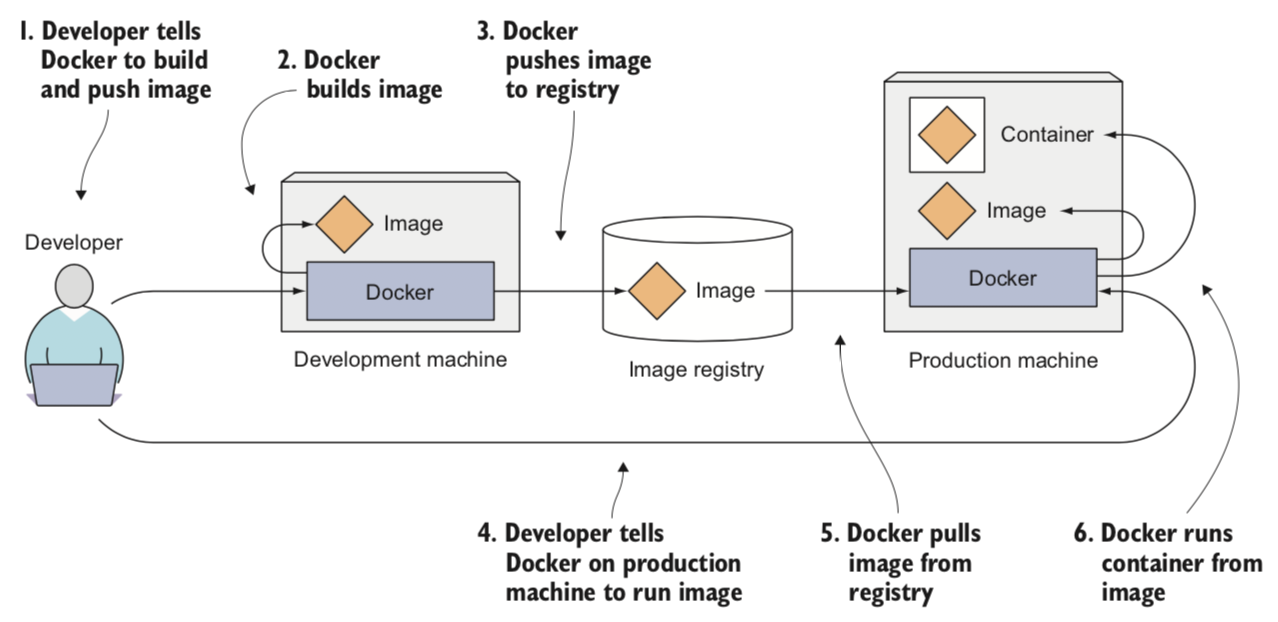 1. Developer tells
Docker to build
and push image
2. Docker
builds image
3. Docker
pushes image
to registry
Developer
Image
Docker
Development machine
Image
Image registry
Container
Image
Docker
Production machine
4. Developer tells
Docker on production
machine to run image
5. Docker pulls
image from
registry
6. Docker runs
container from
image